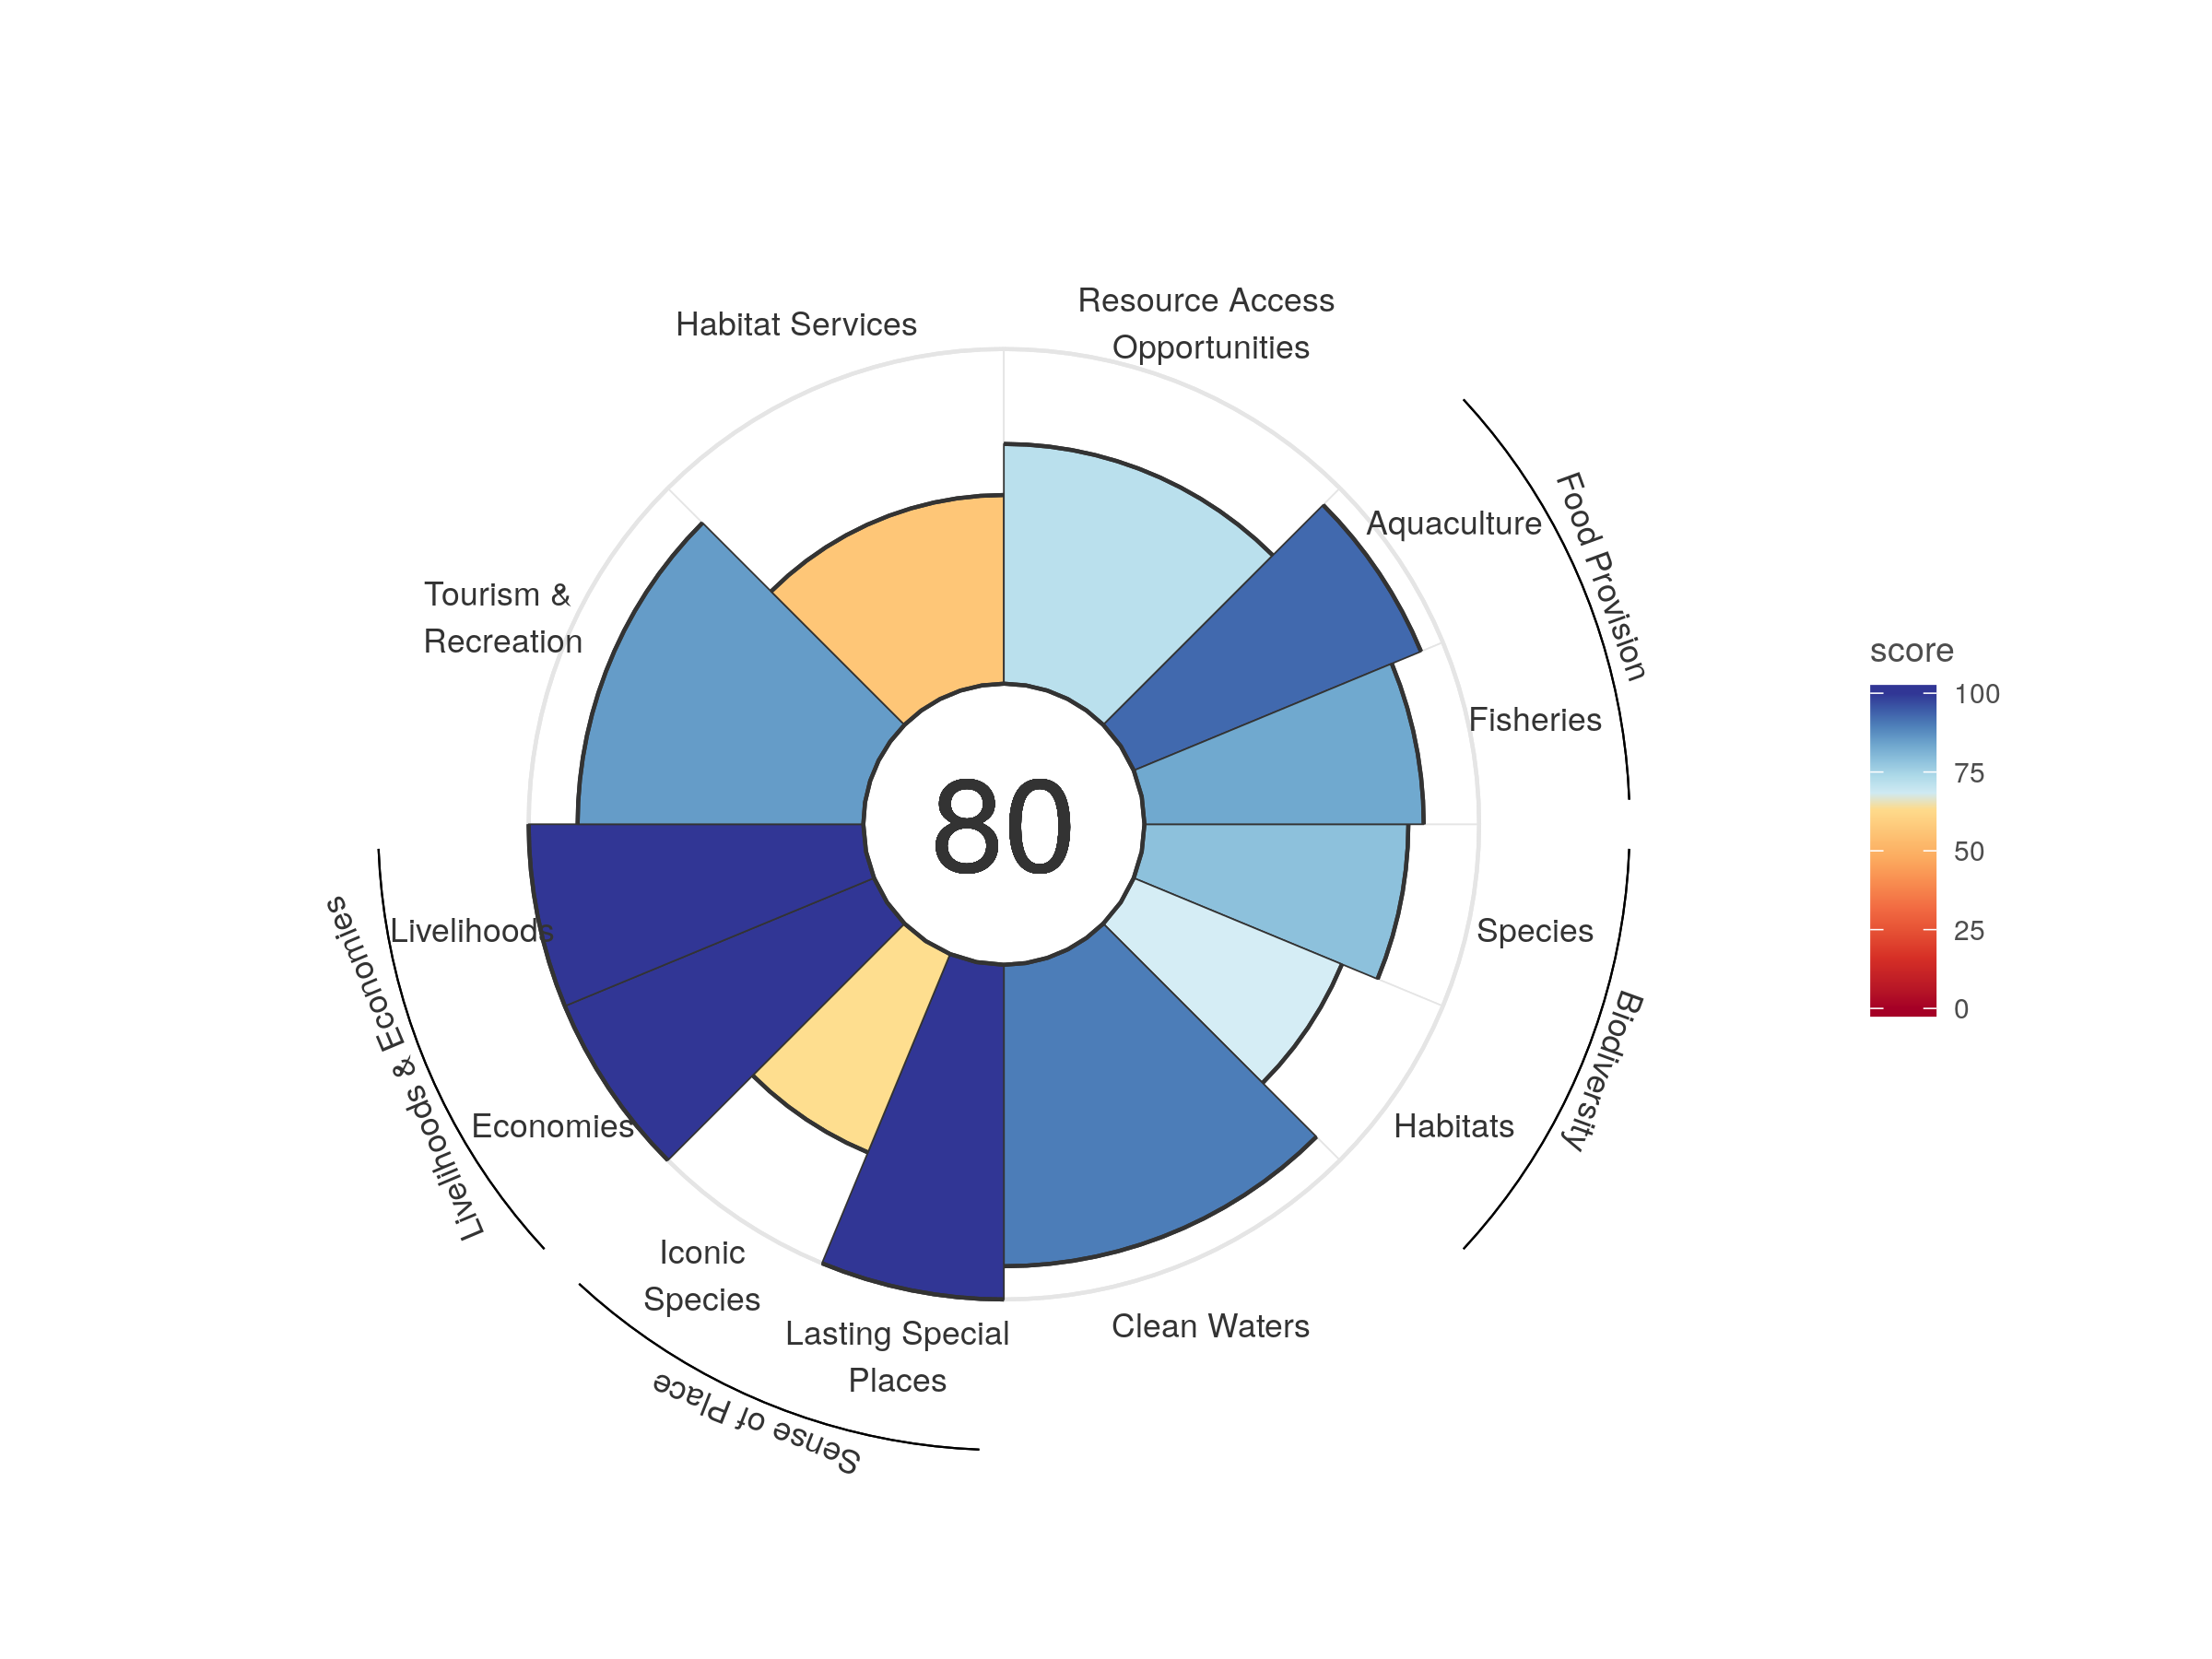 Resource Access
Opportunities
Habitat Services
Aquaculture
Food Provision
Tourism &
Recreation
Fisheries
score
100
75
50
25
0
80
Livelihoods
Species
Livelihoods & Economies
Biodiversity
Economies
Habitats
Iconic
Species
Lasting Special
Places
Clean Waters
Sense of Place